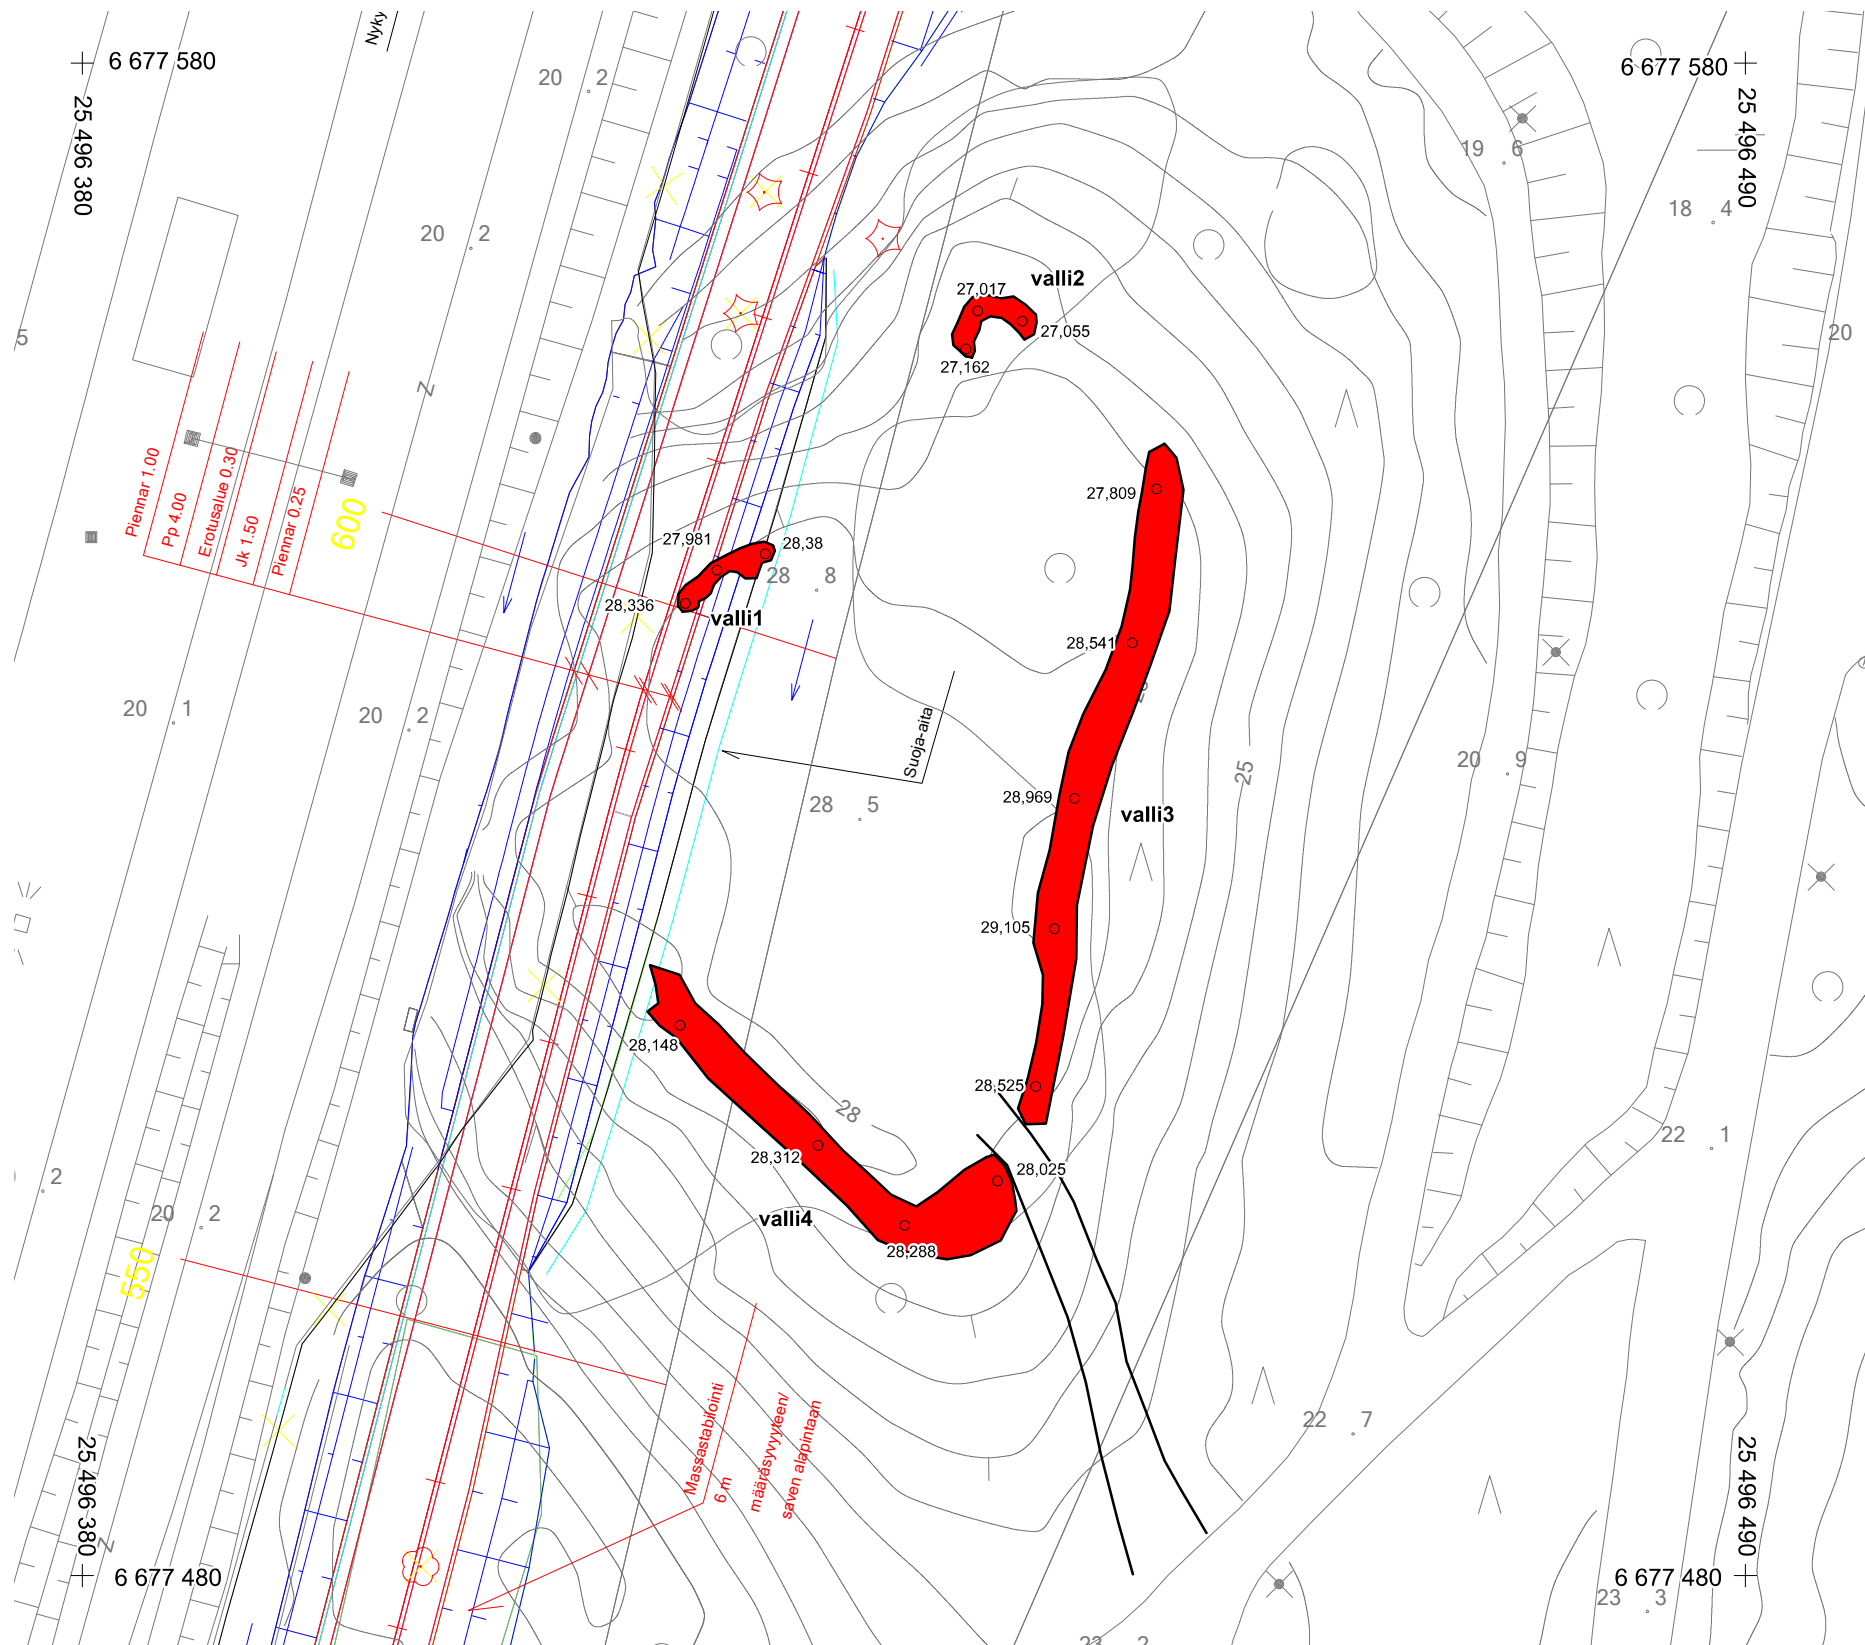 Nyky
6 677 580
6 677 580
25 496 380
25 496 490
20 2
19 6
18 4
20 2
valli2
27,017
27,055
27,162
5
20
Z
27,809
Piennar 1.00
Pp 4.00
Erotusalue 0.30
Jk 1.50
Piennar 0.25
600
27,981
28,38
28 8
28,336
valli1
28,541
20 1
20 2
Suoja-aita
25
20 9
28,969
28 5
valli3
29,105
28,148
28,525
28
28,312
28,025
22 1
2
20 2
valli4
28,288
550
Massastabilointi
6 m
määräsyvyyteen/
saven alapintaan
22 7
25 496 380
25 496 490
Z
6 677 480
6 677 480
23 3
23 2